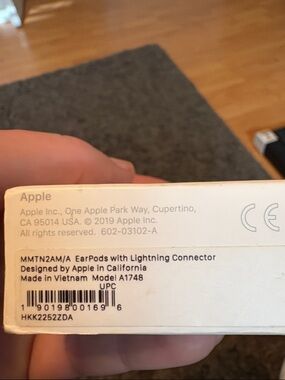 Apple
Apple Inc., One Apple Park Way, Cupertino,
CA 95014 USA. © 2019 Apple Inc.
All rights reserved. 602-03102-A
CE
MMTN2AM/A EarPods with Lightning Connector
Designed by Apple in California
Made in Vietnam Model A1748
UPC
1 90198 00169 6
HKK2252ZDA